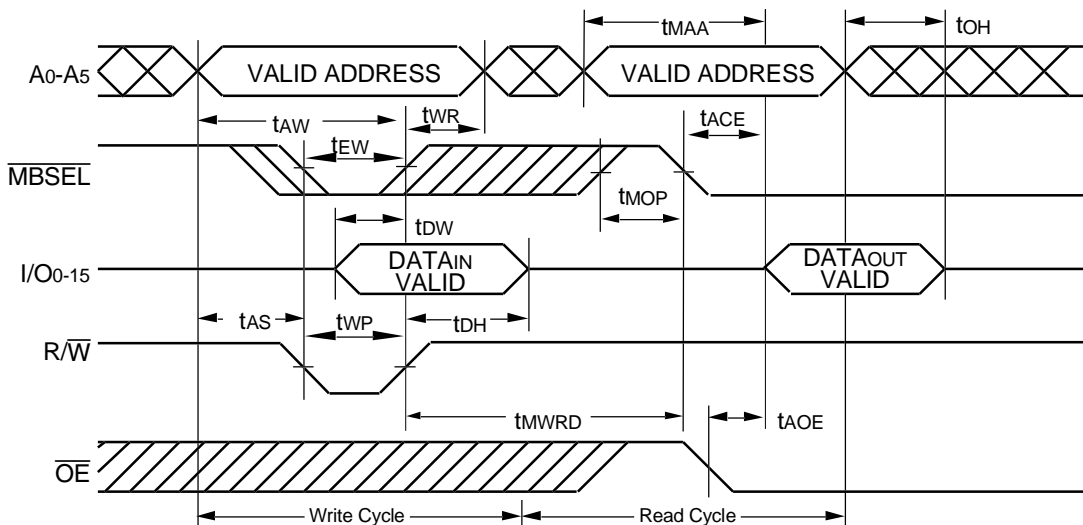 tMAA
tOH
A0-A5
VALID ADDRESS
VALID ADDRESS
tAW
tWR
tACE
MBSEL
tEW
tMOP
tDW
I/O0-15
DATAIN
VALID
DATAOUT
VALID
tAS
tWP
tDH
R/W
tMWRD
tAOE
OE
Write Cycle
Read Cycle